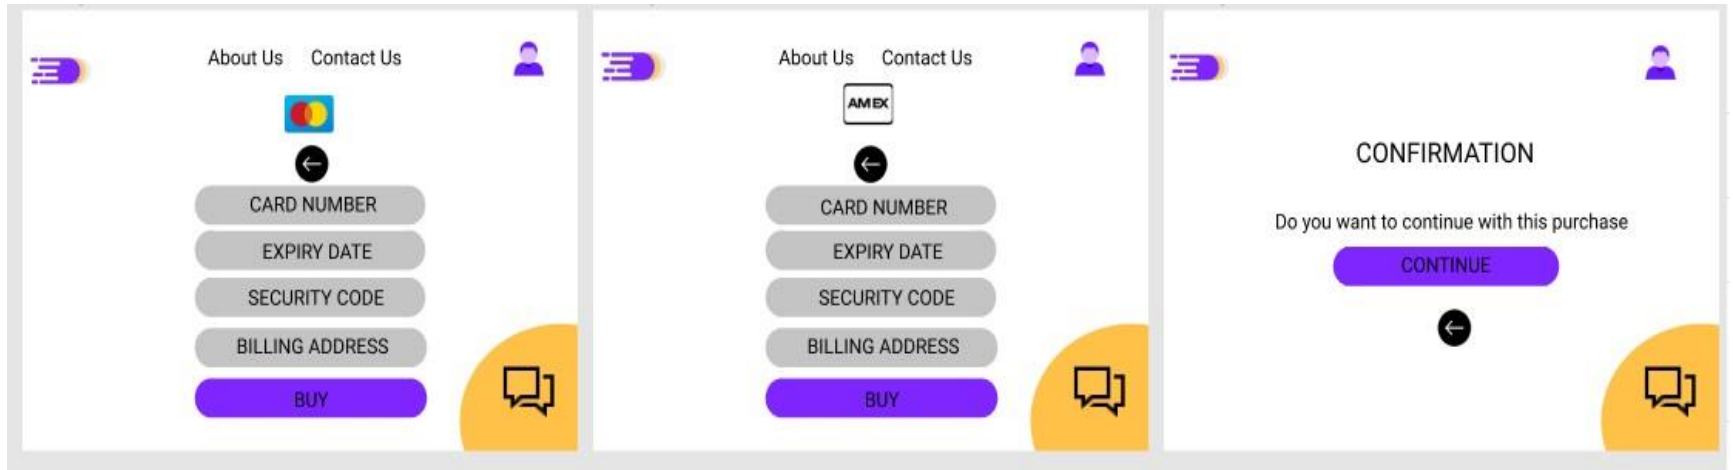 About Us Contact Us
CARD NUMBER
EXPIRY DATE
SECURITY CODE
BILLING ADDRESS
BUY
About Us Contact Us
AMEX
CARD NUMBER
EXPIRY DATE
SECURITY CODE
BILLING ADDRESS
BUY
CONFIRMATION
Do you want to continue with this purchase
CONTINUE